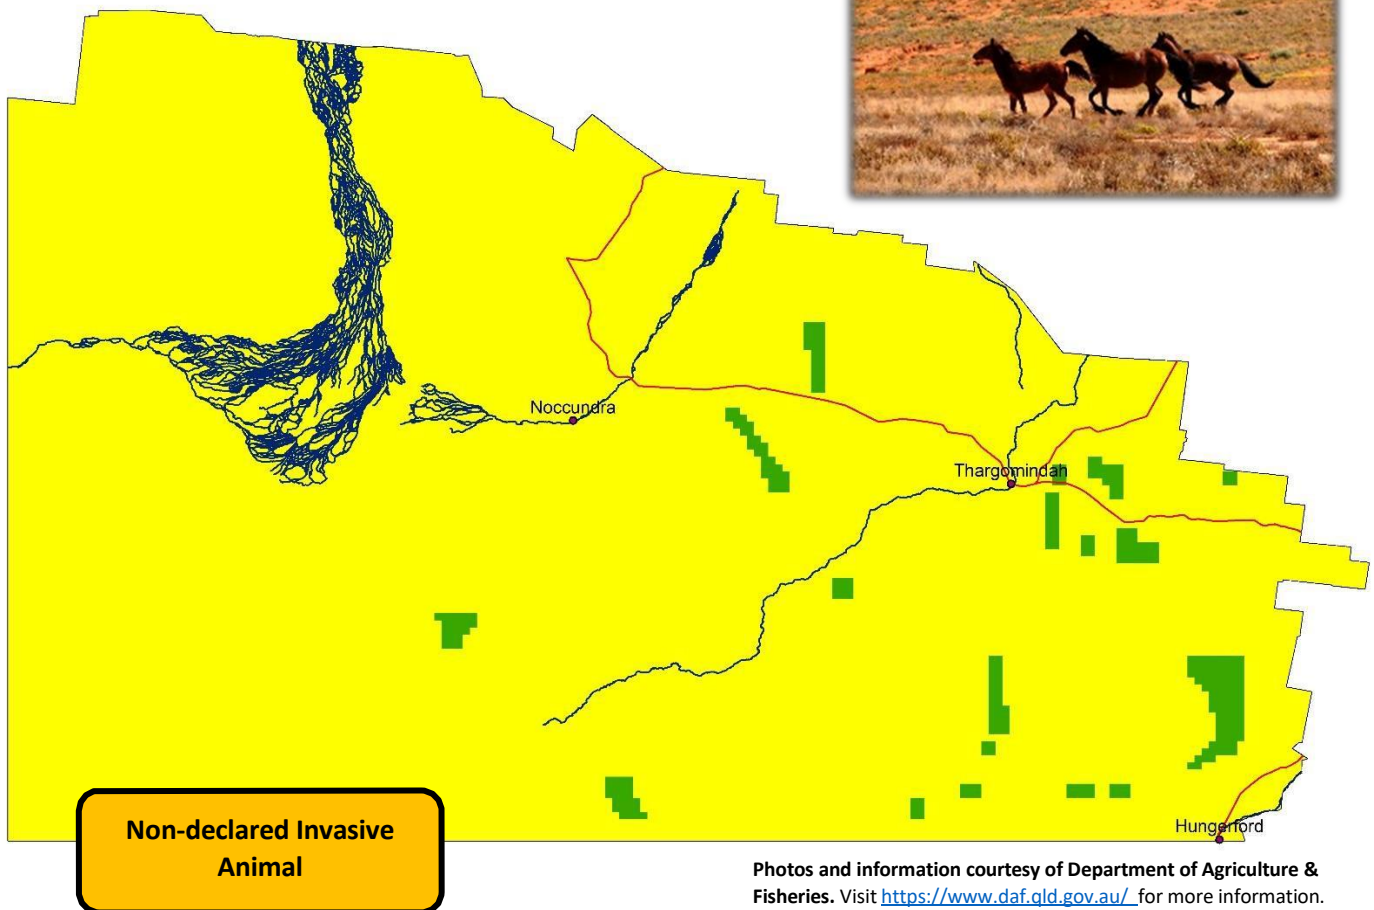 Noccundra
Thargomindah
Hungerford
Non-declared Invasive
Animal
Photos and information courtesy of Department of Agriculture &
Fisheries. Visit https://www.daf.qld.gov.au/ for more information.